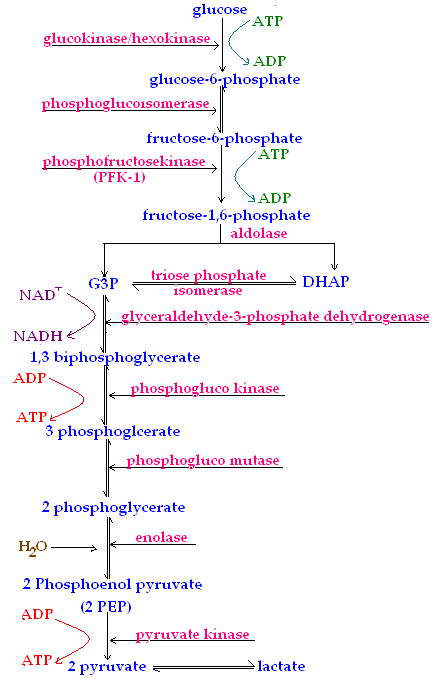 glucose
ATP
glucokinase/hexokinase
ADP
glucose-6-phosphate
phosphoglucoisomerase
fructose-6-phosphate
ATP
phosphofructosekinase
(PFK-1)
ADP
fructose-1,6-phosphate
aldolase
G3P
triose phosphate
isomerase
DHAP
NAD+
glyceraldehyde-3-phosphate dehydrogenase
NADH
1,3 biphosphoglycerate
ADP
phosphogluco kinase
ATP
3 phosphoglcerate
phosphogluco mutase
2 phosphoglycerate
enolase
H2O
2 Phosphoenol pyruvate
(2 PEP)
ADP
pyruvate kinase
ATP
2 pyruvate
lactate